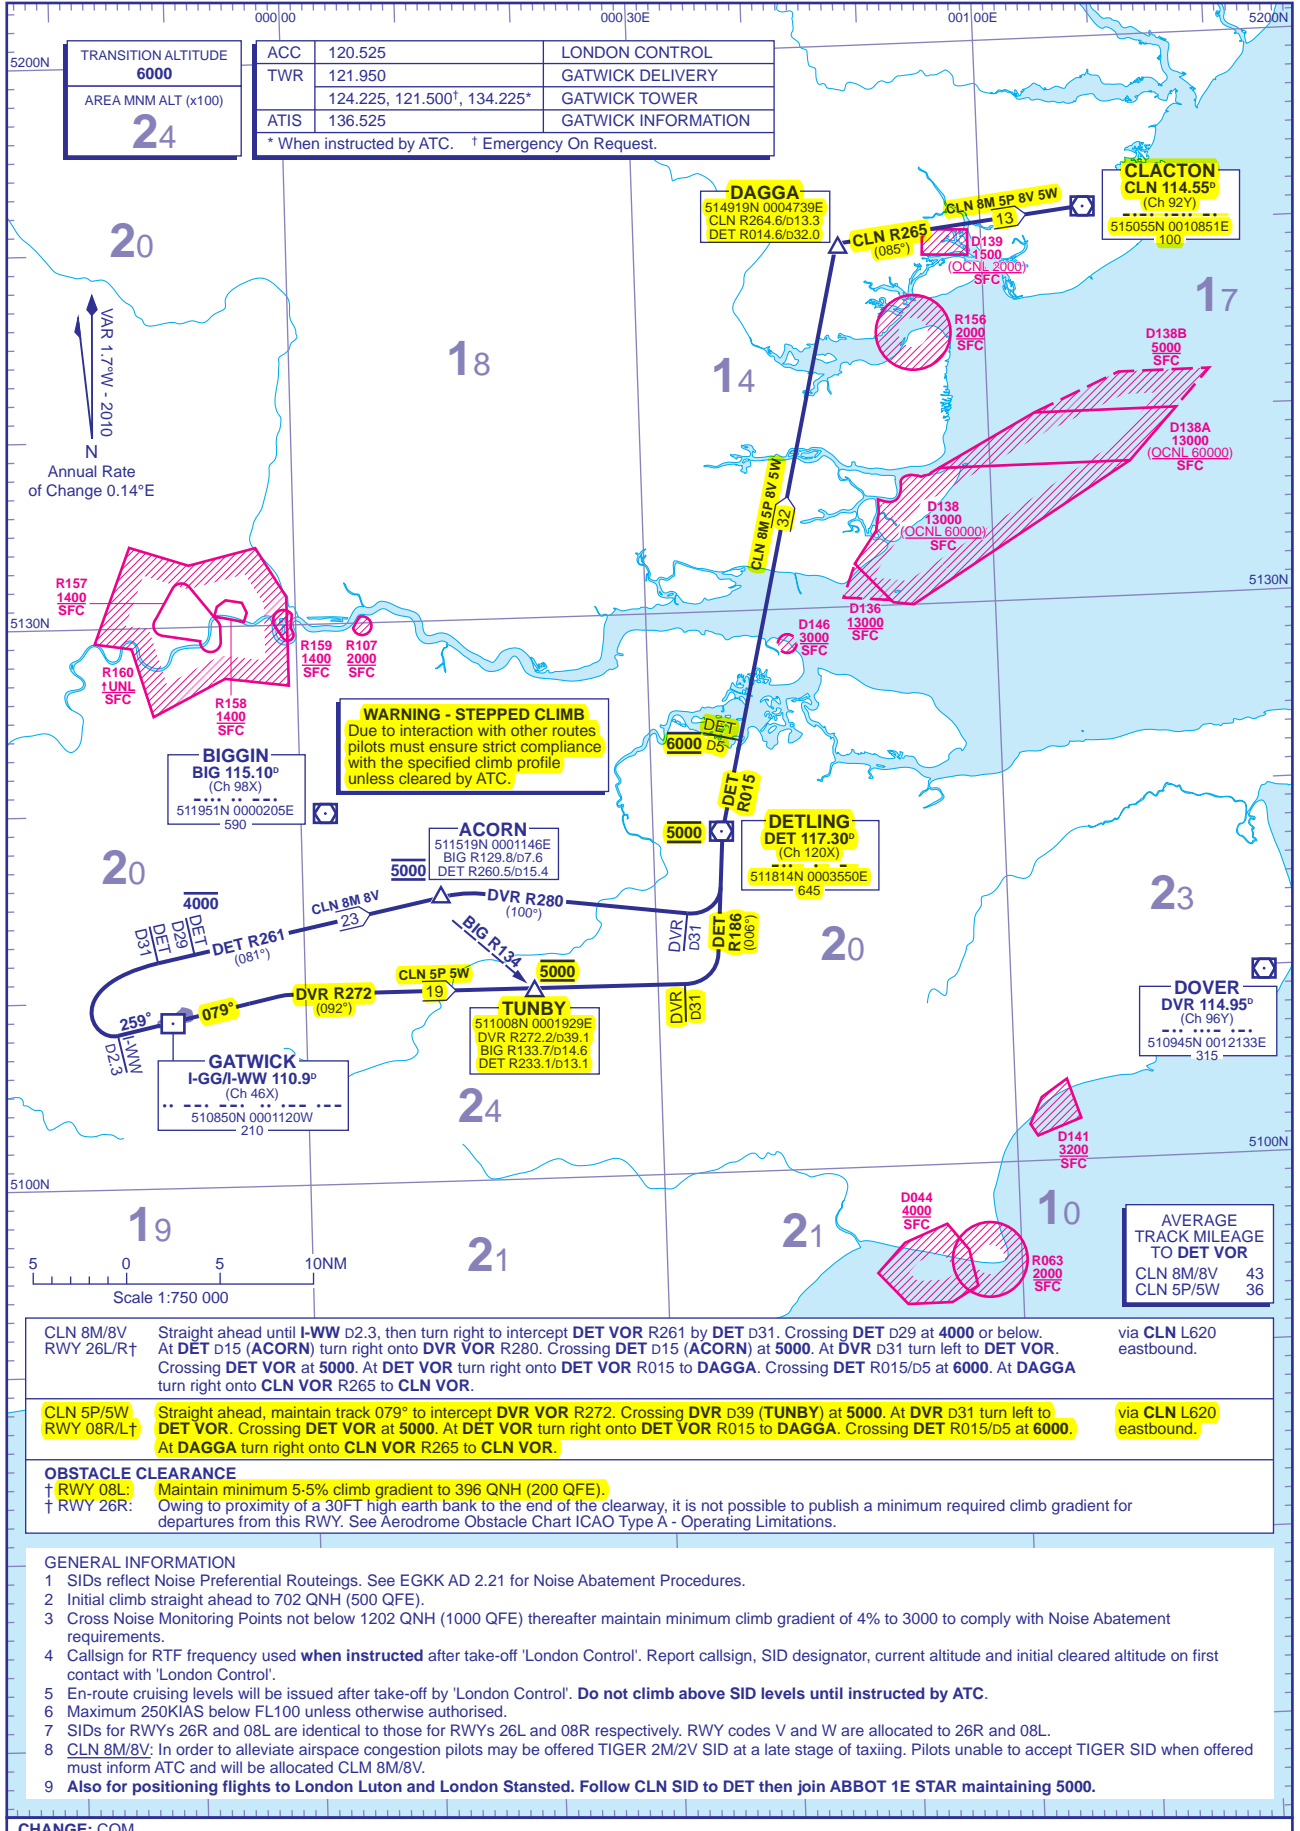 000 00
000 30E
001 00E
5200N
5200N
TRANSITION ALTITUDE
6000
AREA MNM ALT (x100)
24
ACC 120.525 LONDON CONTROL
TWR 121.950 GATWICK DELIVERY
124.225, 121.500†, 134.225* GATWICK TOWER
ATIS 136.525 GATWICK INFORMATION
* When instructed by ATC. † Emergency On Request.
DAGGA
514919N 0004739E
CLN R264.6/D13.3
DET R014.6/D32.0
CLN 8M 5P 8V 5W
13
CLN R265
(085°)
CLACTON
CLN 114.55D
(Ch 92Y)
515055N 0010851E
100
D139
1500
(OCNL 2000)
SFC
20
17
R156
2000
SFC
D138B
5000
SFC
VAR 1.7°W - 2010
N
Annual Rate
of Change 0.14°E
18
14
D138A
13000
(OCNL 60000)
SFC
CLN 8M 5P 8V 5W
32
D138
13000
(OCNL 60000)
SFC
5130N
5130N
R157
1400
SFC
D136
13000
SFC
D146
3000
SFC
R159
1400
SFC
R107
2000
SFC
R160
UNL
SFC
R158
1400
SFC
WARNING - STEPPED CLIMB
Due to interaction with other routes
pilots must ensure strict compliance
with the specified climb profile
unless cleared by ATC.
DET
6000 D5
BIGGIN
BIG 115.10D
(Ch 98X)
511951N 0000205E
590
DET
R015
5000
DETLING
DET 117.30D
(Ch 120X)
511814N 0003550E
645
ACORN
511519N 0001146E
BIG R129.8/D7.6
DET R260.5/D15.4
5000
20
4000
CLN 8M 8V
23
DVR R280
(100°)
23
DET
D31
DET
D29
DET R261
(081°)
BIG R134
DVR
D31
DET
R186
(006°)
20
CLN 5P 5W
19
5000
DVR R272
(092°)
079°
259°
I-WW
D2.3
TUNBY
511008N 0001929E
DVR R272.2/D39.1
BIG R133.7/D14.6
DET R233.1/D13.1
DVR
D31
DOVER
DVR 114.95D
(Ch 96Y)
510945N 0012133E
315
GATWICK
I-GG/I-WW 110.9D
(Ch 46X)
510850N 0001120W
210
24
D141
3200
SFC
5100N
5100N
D044
4000
SFC
10
19
21
21
R063
2000
SFC
AVERAGE
TRACK MILEAGE
TO DET VOR
CLN 8M/8V 43
CLN 5P/5W 36
5 0 5 10NM
Scale 1:750 000
CLN 8M/8V Straight ahead until I-WW D2.3, then turn right to intercept DET VOR R261 by DET D31. Crossing DET D29 at 4000 or below. via CLN L620
RWY 26L/R† At DET D15 (ACORN) turn right onto DVR VOR R280. Crossing DET D15 (ACORN) at 5000. At DVR D31 turn left to DET VOR. eastbound.
Crossing DET VOR at 5000. At DET VOR turn right onto DET VOR R015 to DAGGA. Crossing DET R015/D5 at 6000. At DAGGA
turn right onto CLN VOR R265 to CLN VOR.
CLN 5P/5W Straight ahead, maintain track 079° to intercept DVR VOR R272. Crossing DVR D39 (TUNBY) at 5000. At DVR D31 turn left to via CLN L620
RWY 08R/L† DET VOR. Crossing DET VOR at 5000. At DET VOR turn right onto DET VOR R015 to DAGGA. Crossing DET R015/D5 at 6000. eastbound.
At DAGGA turn right onto CLN VOR R265 to CLN VOR.
OBSTACLE CLEARANCE
† RWY 08L: Maintain minimum 5·5% climb gradient to 396 QNH (200 QFE).
† RWY 26R: Owing to proximity of a 30FT high earth bank to the end of the clearway, it is not possible to publish a minimum required climb gradient for
departures from this RWY. See Aerodrome Obstacle Chart ICAO Type A - Operating Limitations.
GENERAL INFORMATION
1 SIDs reflect Noise Preferential Routeings. See EGKK AD 2.21 for Noise Abatement Procedures.
2 Initial climb straight ahead to 702 QNH (500 QFE).
3 Cross Noise Monitoring Points not below 1202 QNH (1000 QFE) thereafter maintain minimum climb gradient of 4% to 3000 to comply with Noise Abatement
requirements.
4 Callsign for RTF frequency used when instructed after take-off 'London Control'. Report callsign, SID designator, current altitude and initial cleared altitude on first
contact with 'London Control'.
5 En-route cruising levels will be issued after take-off by 'London Control'. Do not climb above SID levels until instructed by ATC.
6 Maximum 250KIAS below FL100 unless otherwise authorised.
7 SIDs for RWYs 26R and 08L are identical to those for RWYs 26L and 08R respectively. RWY codes V and W are allocated to 26R and 08L.
8 CLN 8M/8V: In order to alleviate airspace congestion pilots may be offered TIGER 2M/2V SID at a late stage of taxiing. Pilots unable to accept TIGER SID when offered
must inform ATC and will be allocated CLM 8M/8V.
9 Also for positioning flights to London Luton and London Stansted. Follow CLN SID to DET then join ABBOT 1E STAR maintaining 5000.
CHANGE: COM